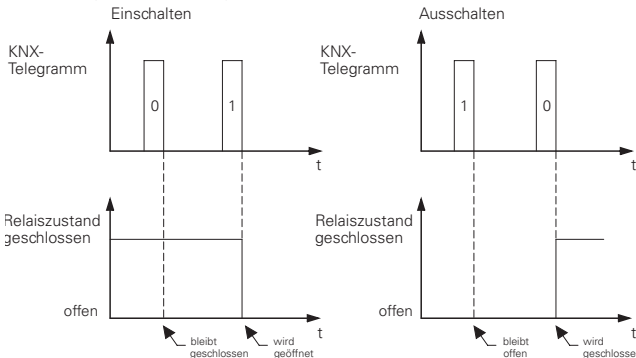 Einschalten
KNX-
Telegramm
0
1
t
Relaiszustand
geschlossen
offen
t
bleibt
geschlossen
wird
geöffnet
Ausschalten
KNX-
Telegramm
1
0
t
Relaiszustand
geschlossen
offen
t
bleibt
offen
wird
geschlosse